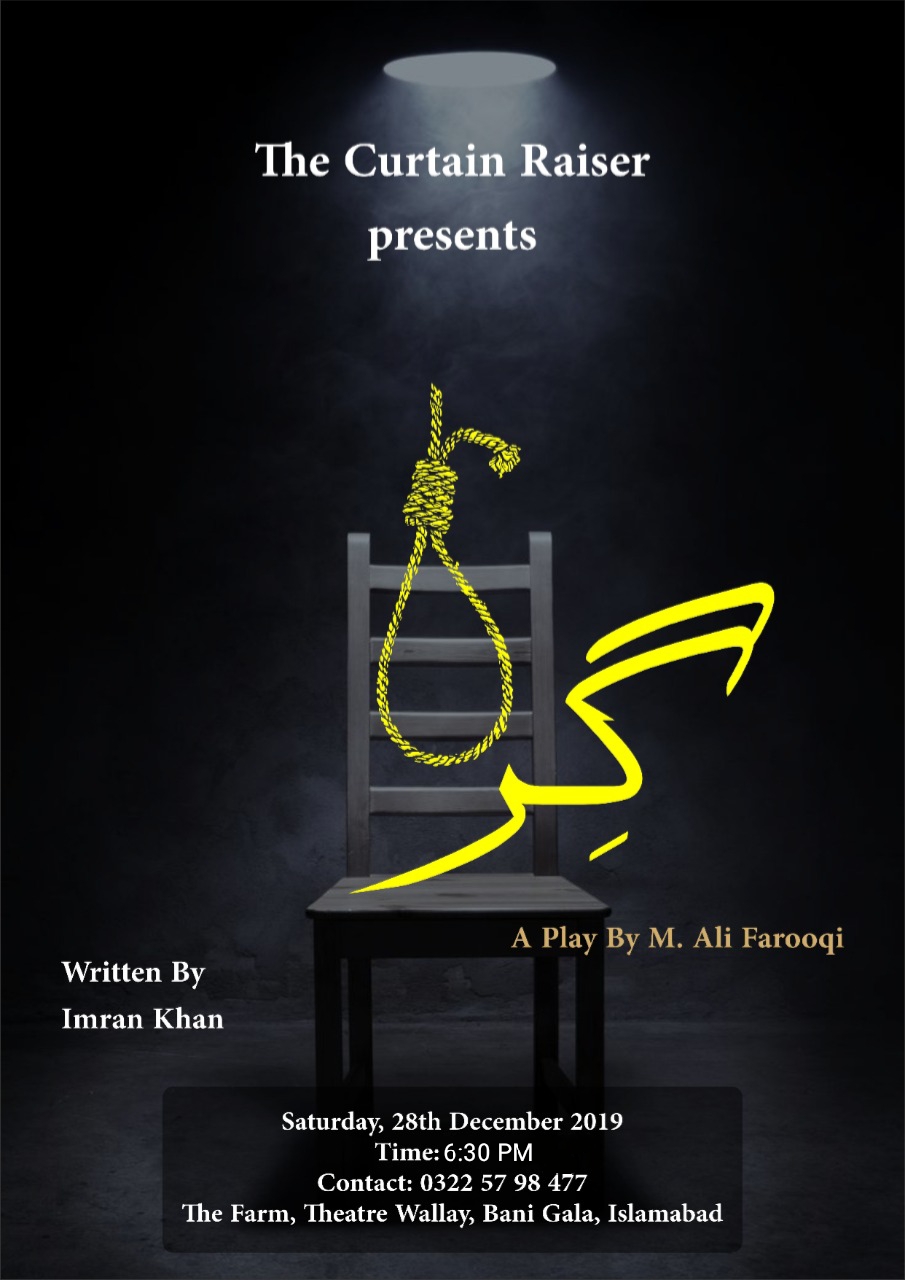 The Curtain Raiser
presents
گِرہ
A Play By M. Ali Farooqi
Written By
Imran Khan
Saturday, 28th December 2019
Time: 6:30 PM
Contact: 0322 57 98 477
The Farm, Theatre Wallay, Bani Gala, Islamabad